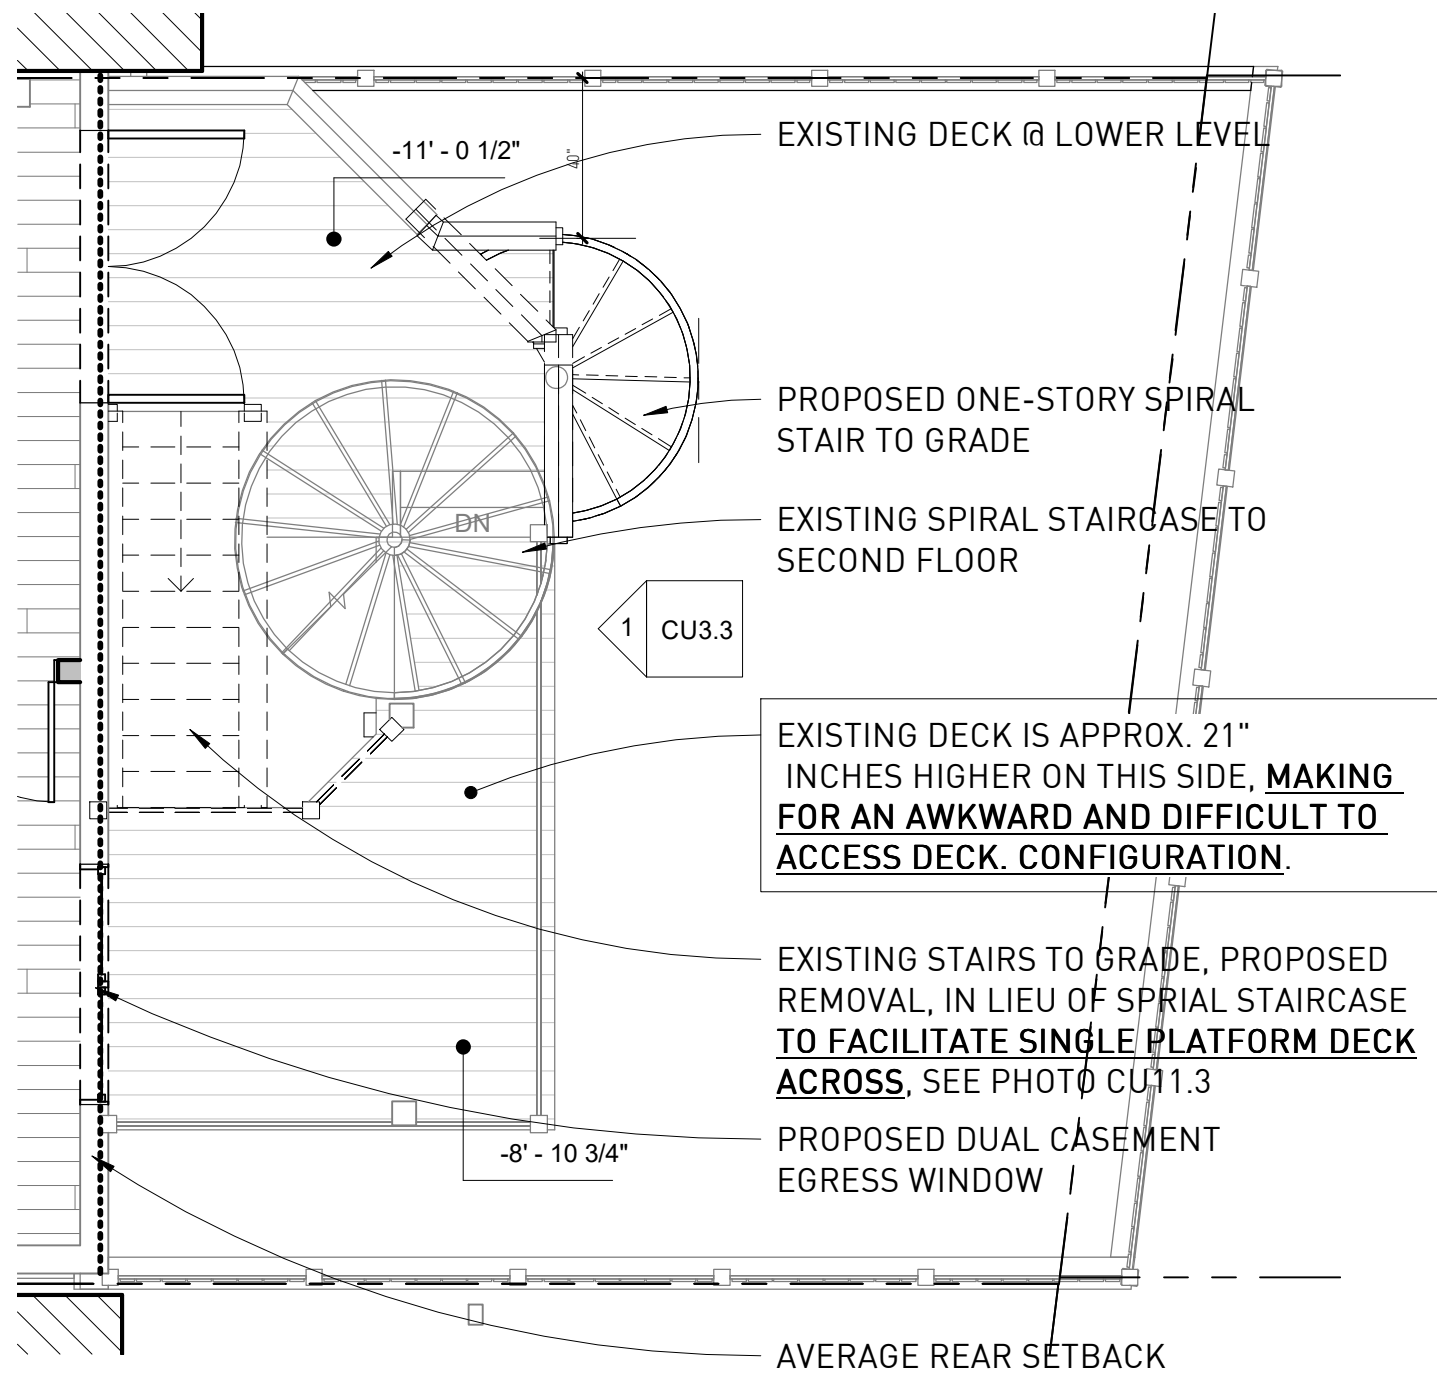 EXISTING DECK @ LOWER LEVEL
-11' - 0 1/2"
40"
PROPOSED ONE-STORY SPIRAL
STAIR TO GRADE
EXISTING SPIRAL STAIRCASE TO
SECOND FLOOR
DN
1
CU3.3
EXISTING DECK IS APPROX. 21"
INCHES HIGHER ON THIS SIDE, MAKING
FOR AN AWKWARD AND DIFFICULT TO
ACCESS DECK. CONFIGURATION.
EXISTING STAIRS TO GRADE, PROPOSED
REMOVAL, IN LIEU OF SPRIAL STAIRCASE
TO FACILITATE SINGLE PLATFORM DECK
ACROSS, SEE PHOTO CU11.3
PROPOSED DUAL CASEMENT
EGRESS WINDOW
-8' - 10 3/4"
AVERAGE REAR SETBACK